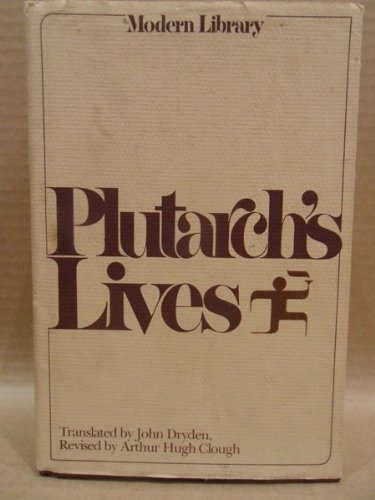 Modern Library
Plutarch's
Lives
Translated by John Dryden,
Revised by Arthur Hugh Clough